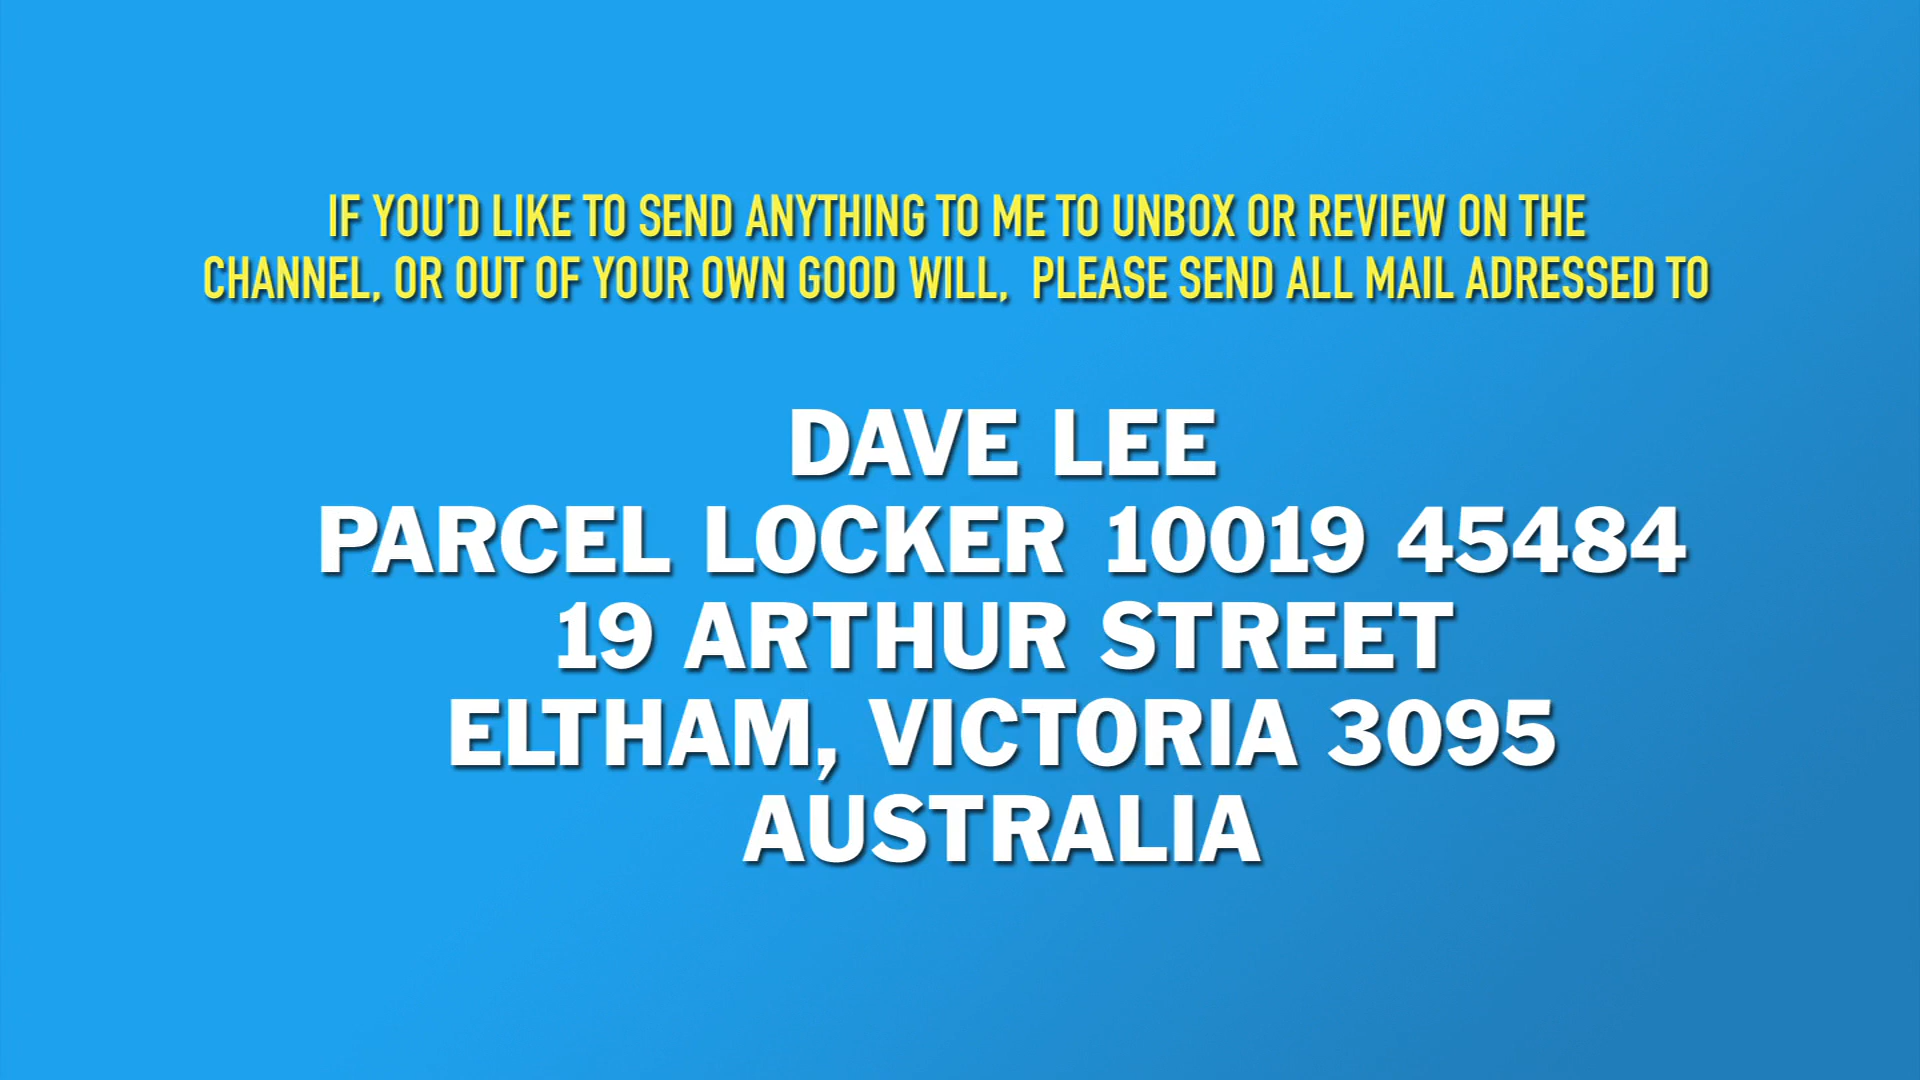 IF YOU'D LIKE TO SEND ANYTHING TO ME TO UNBOX OR REVIEW ON THE
CHANNEL, OR OUT OF YOUR OWN GOOD WILL, PLEASE SEND ALL MAIL ADRESSED TO
DAVE LEE
PARCEL LOCKER 10019 45484
19 ARTHUR STREET
ELTHAM, VICTORIA 3095
AUSTRALIA